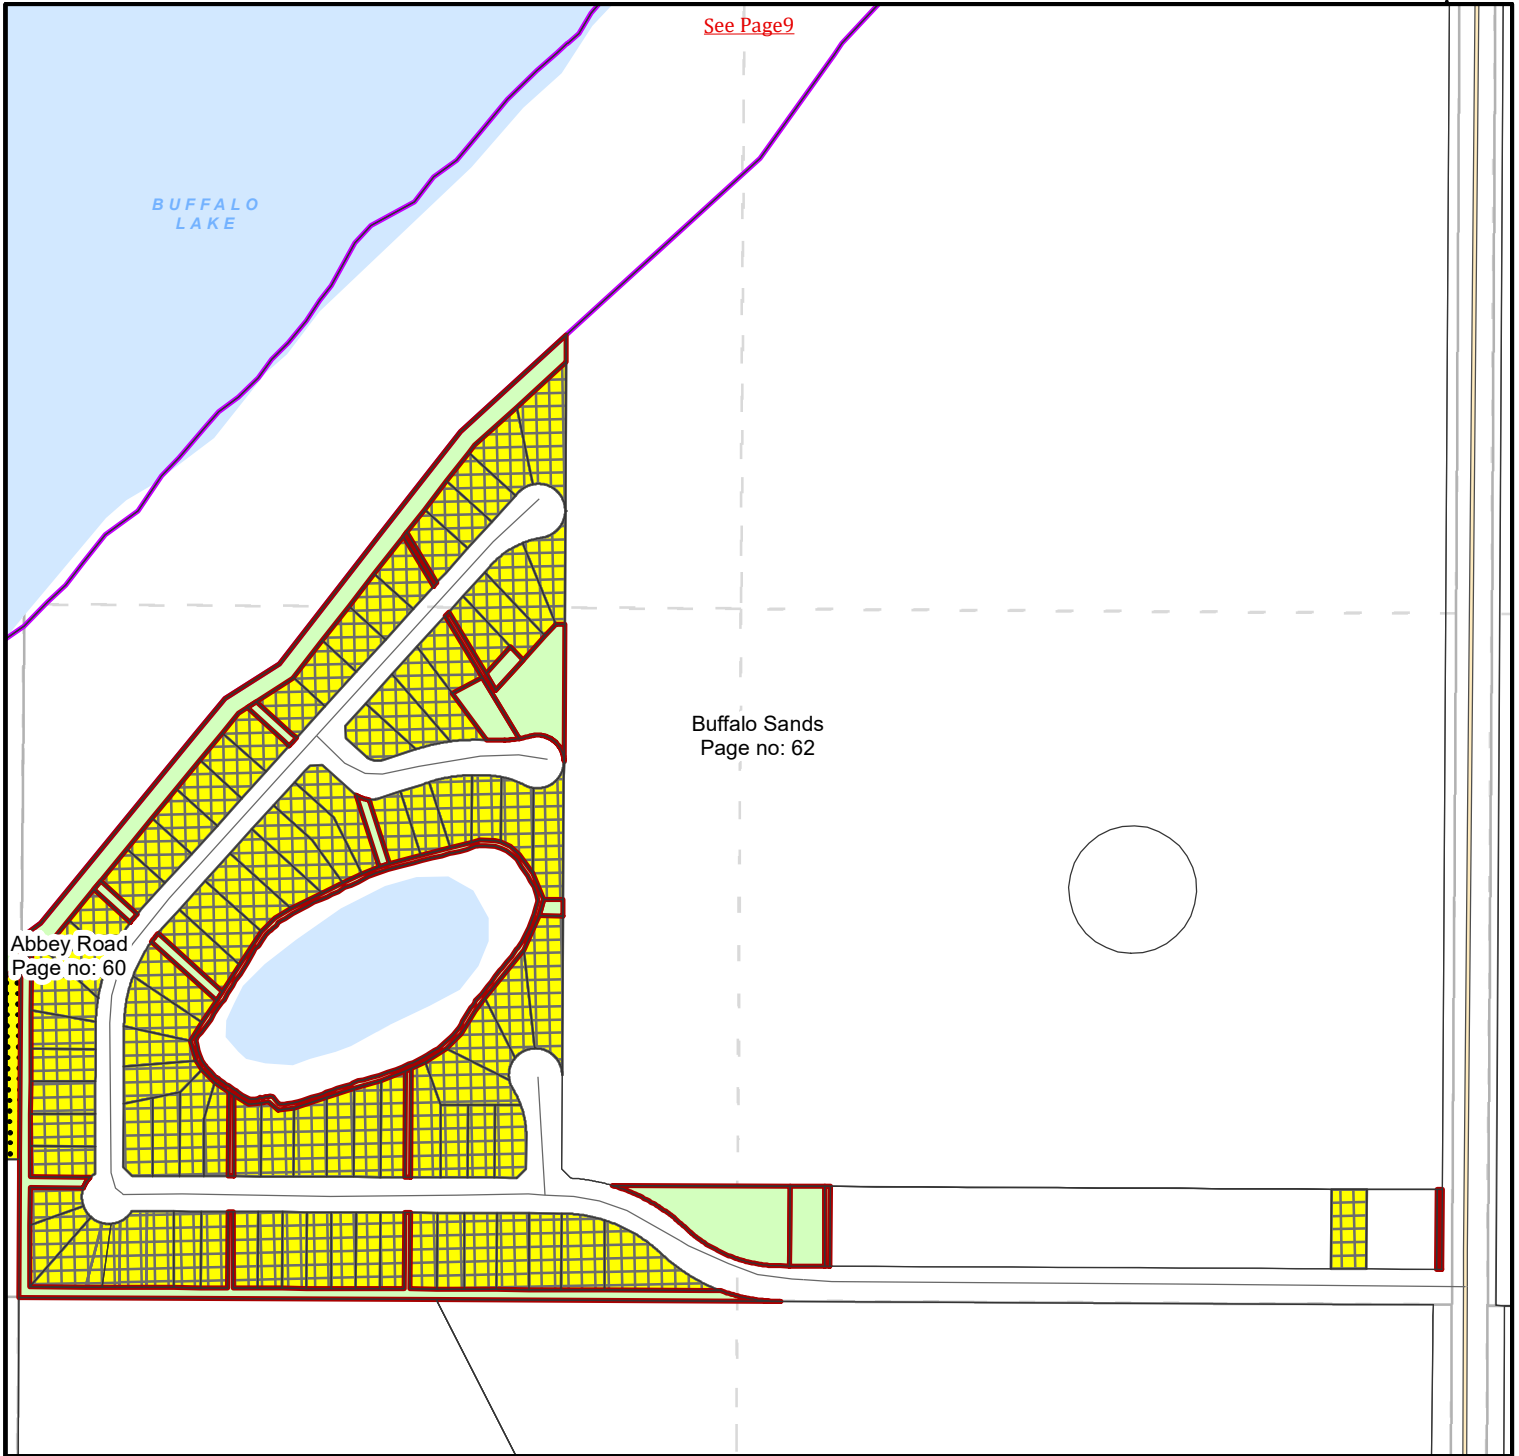 See Page9
BUFFALO
LAKE
Buffalo Sands
Page no: 62
Abbey Road
Page no: 60